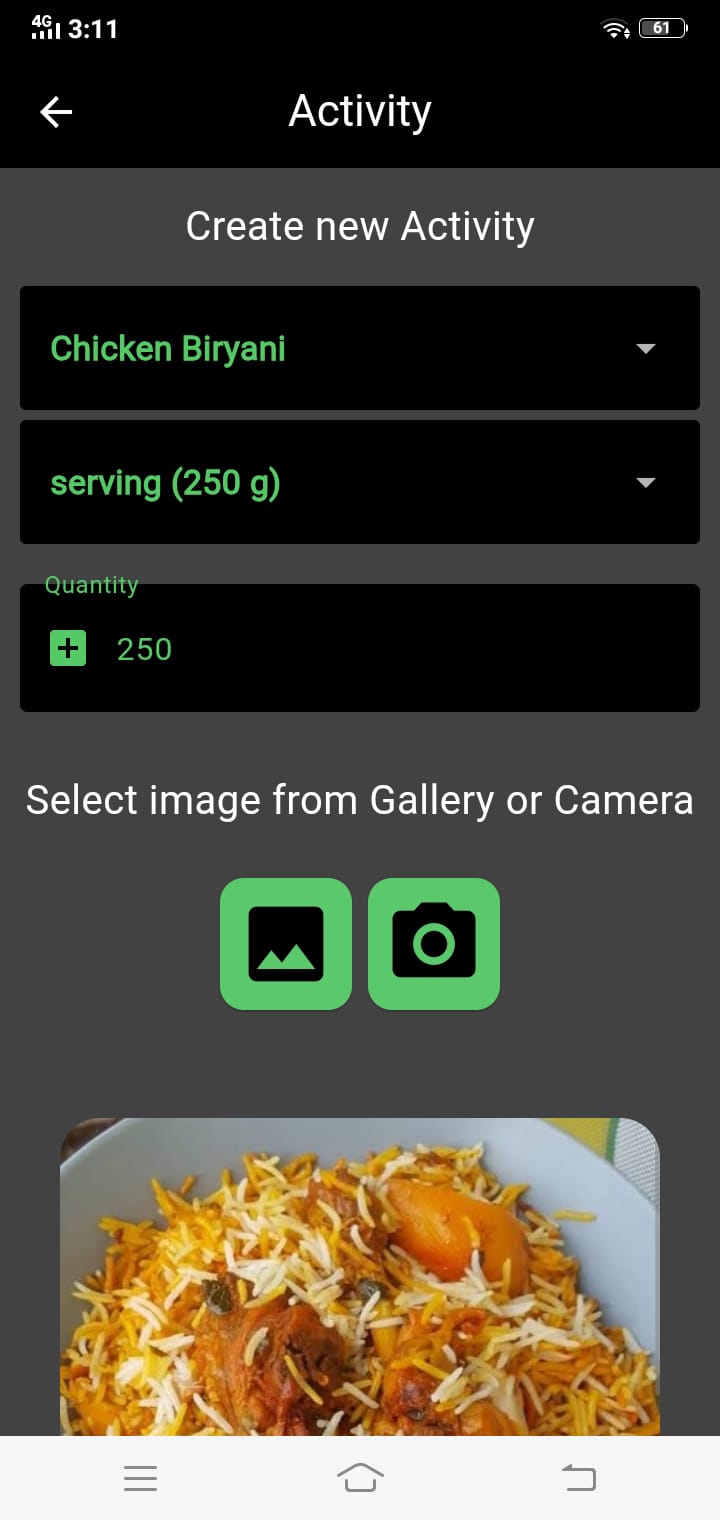 4G 3:11 61
Activity
Create new Activity
Chicken Biryani
serving (250 g)
Quantity
250
Select image from Gallery or Camera